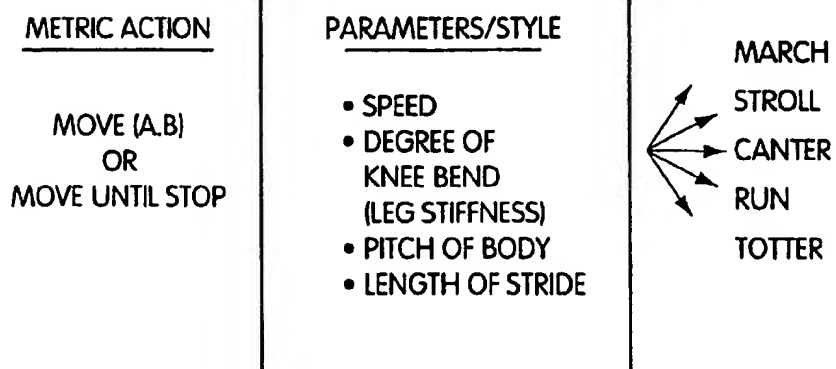 METRIC ACTION
MOVE (A.B)
OR
MOVE UNTIL STOP
PARAMETERS/STYLE
• SPEED
• DEGREE OF
KNEE BEND
(LEG STIFFNESS)
• PITCH OF BODY
• LENGTH OF STRIDE
MARCH
STROLL
CANTER
RUN
TOTTER